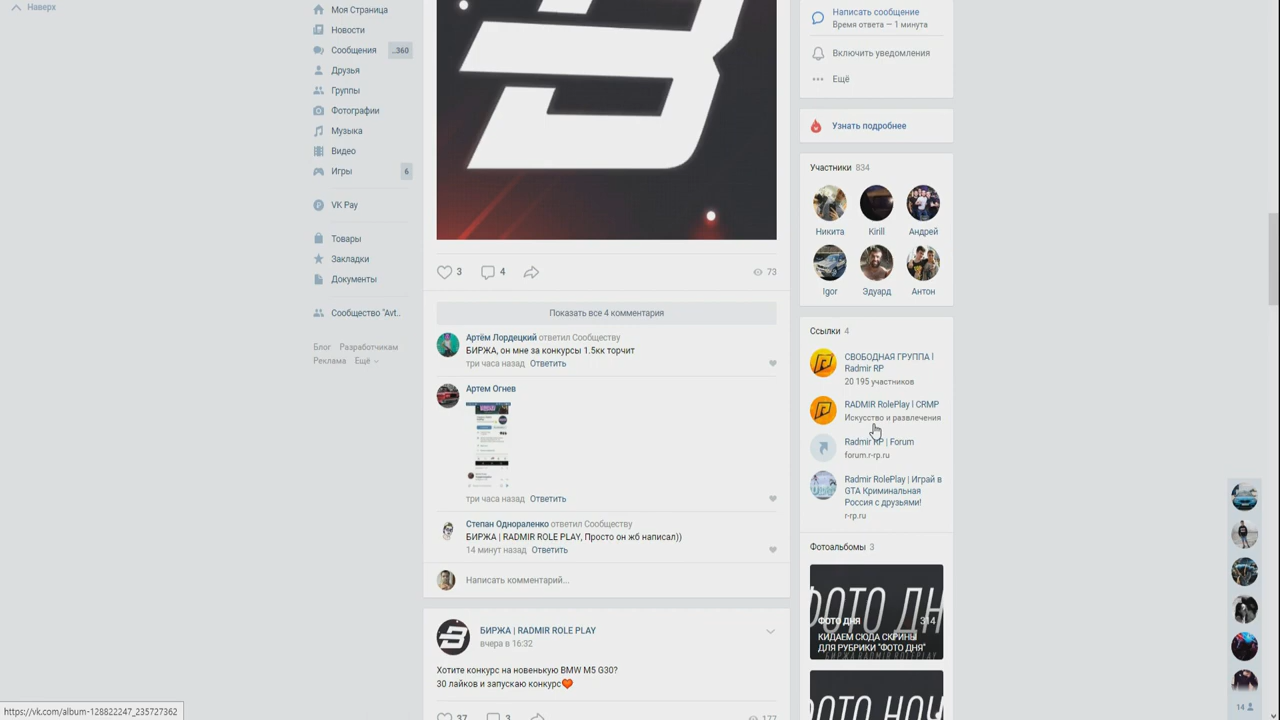 Наверх
Моя Страница
Новости
Сообщения
..360
Друзья
Группы
Фотографии
Музыка
Видео
Игры
6
VK Pay
Товары
Закладки
Документы
Сообщество "Avt..
Блог Разработчикам
Реклама Ещё
3
4
73
Показать все 4 комментария
Артём Лордецкий ответил Сообществу
БИРЖА, он мне за конкурсы 1.5кк торчит
три часа назад Ответить
Артем Огнев
три часа назад Ответить
Степан Однораленко ответил Сообществу
БИРЖА | RADMIR ROLE PLAY, Просто он жб написал))
14 минут назад Ответить
Написать комментарий...
БИРЖА | RADMIR ROLE PLAY
вчера в 16:32
Хотите конкурс на новенькую BMW M5 G30?
30 лайков и запускаю конкурс
37
3
177
Написать сообщение
Время ответа — 1 минута
Включить уведомления
Ещё
Узнать подробнее
Участники 834
Никита
Kirill
Андрей
Igor
Эдуард
Антон
Ссылки 4
СВОБОДНАЯ ГРУППА l
Radmir RP
20 195 участников
RADMIR RolePlay l CRMP
Искусство и развлечения
Radmir RP | Forum
forum.r-rp.ru
Radmir RolePlay | Играй в
GTA Криминальная
Россия с друзьями!
r-rp.ru
Фотоальбомы 3
ФОТО ДНЯ
314
КИДАЕМ СЮДА СКРИНЫ
ДЛЯ РУБРИКИ "ФОТО ДНЯ"
БИРЖА RADMIR ROLEPLAY
14
https://vk.com/album-128822247_235727362